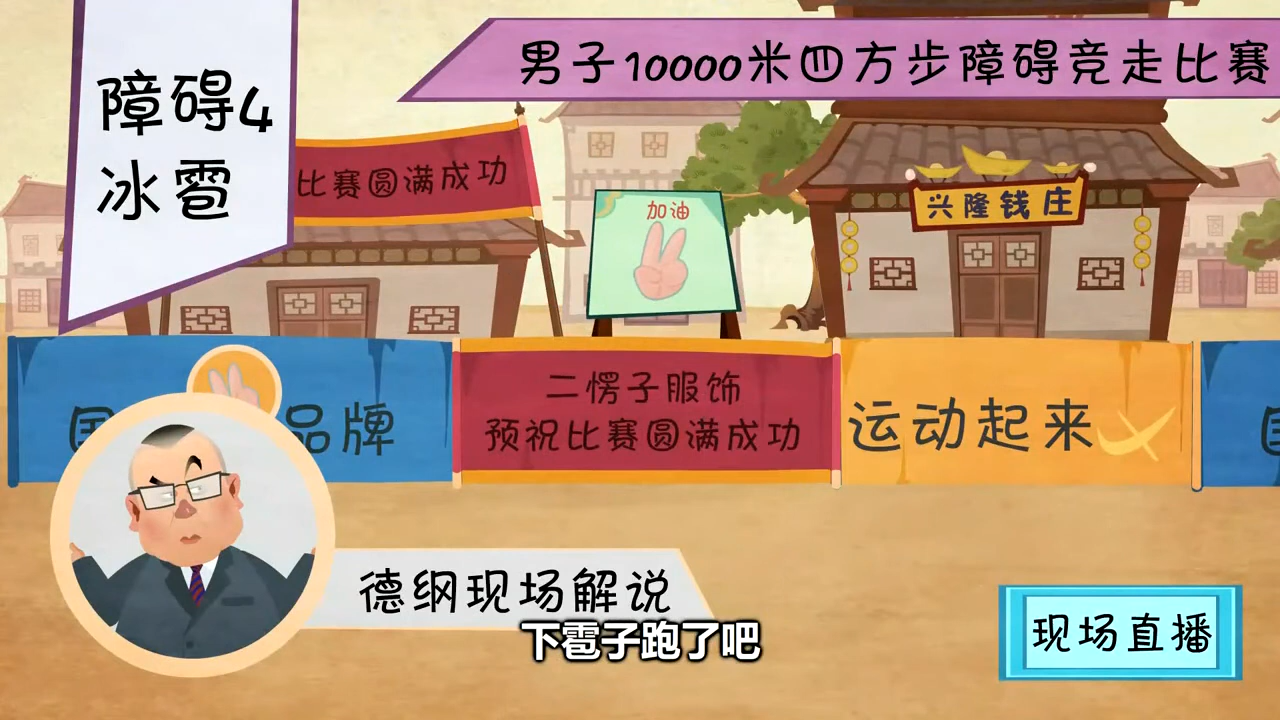 男子10000米四方步障碍竞走比赛
障碍4
冰雹
比赛圆满成功
加油
兴隆钱庄
国
品牌
二愣子服饰
预祝比赛圆满成功
运动起来
德纲现场解说
下雹子跑了吧
现场直播